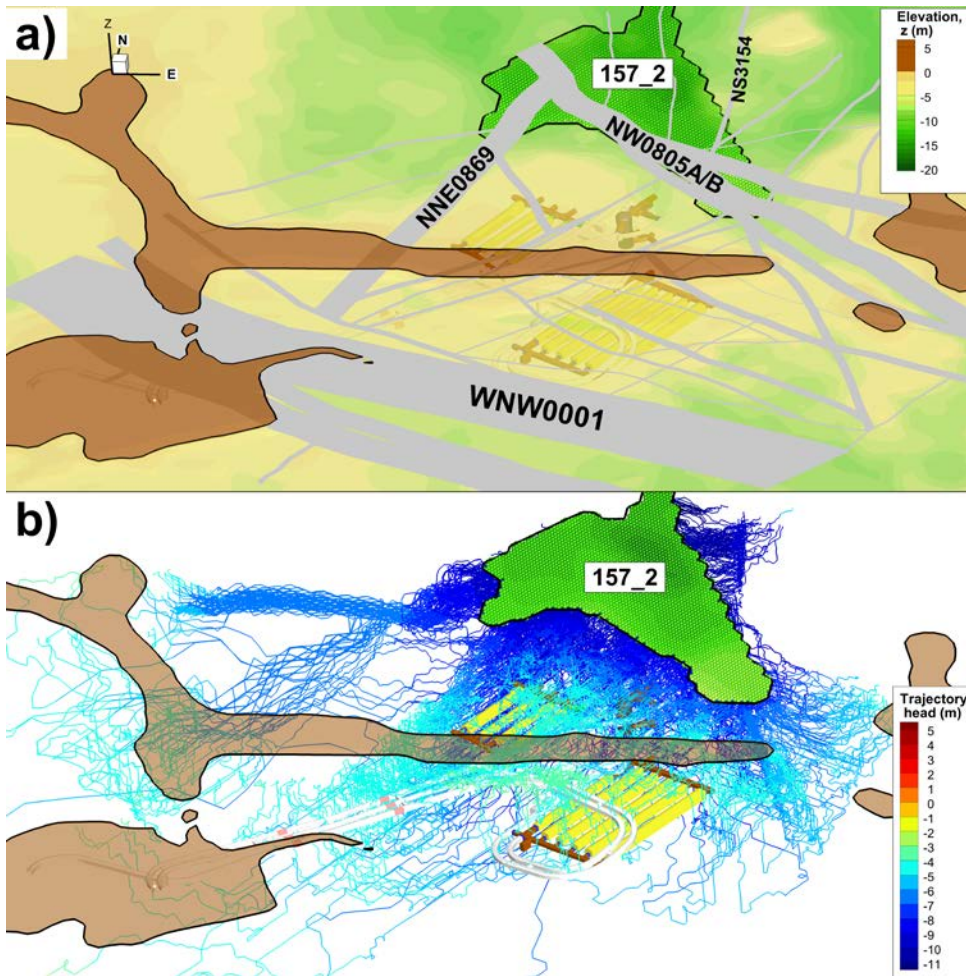 a)
Z
N
E
157_2
NS3154
Elevation,
z (m)
5
0
-5
-10
-15
-20
NNE0869
NW0805A/B
WNW0001
b)
157_2
Trajectory
head (m)
5
4
3
2
1
0
-1
-2
-3
-4
-5
-6
-7
-8
-9
-10
-11